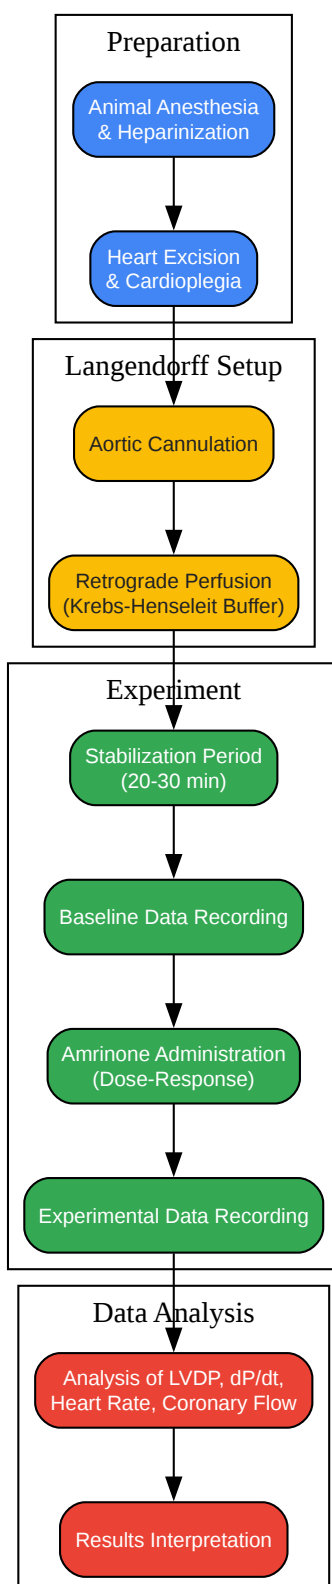 Preparation
Animal Anesthesia
& Heparinization
Heart Excision
& Cardioplegia
Langendorff Setup
Aortic Cannulation
Retrograde Perfusion
(Krebs-Henseleit Buffer)
Experiment
Stabilization Period
(20-30 min)
Baseline Data Recording
Amrinone Administration
(Dose-Response)
Experimental Data Recording
Data Analysis
Analysis of LVDP, dP/dt,
Heart Rate, Coronary Flow
Results Interpretation